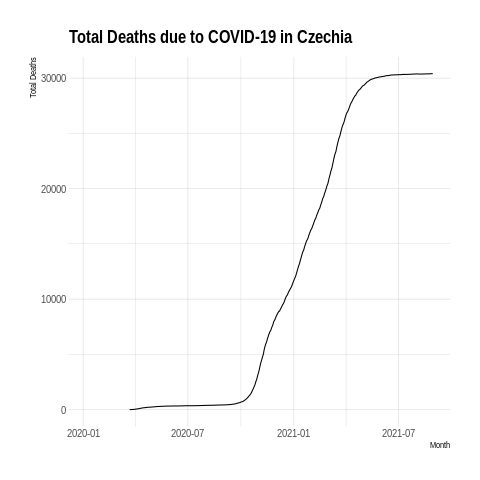 Total Deaths due to COVID-19 in Czechia
Total Deaths
30000
20000
10000
0
2020-01 2020-07 2021-01 2021-07
Month